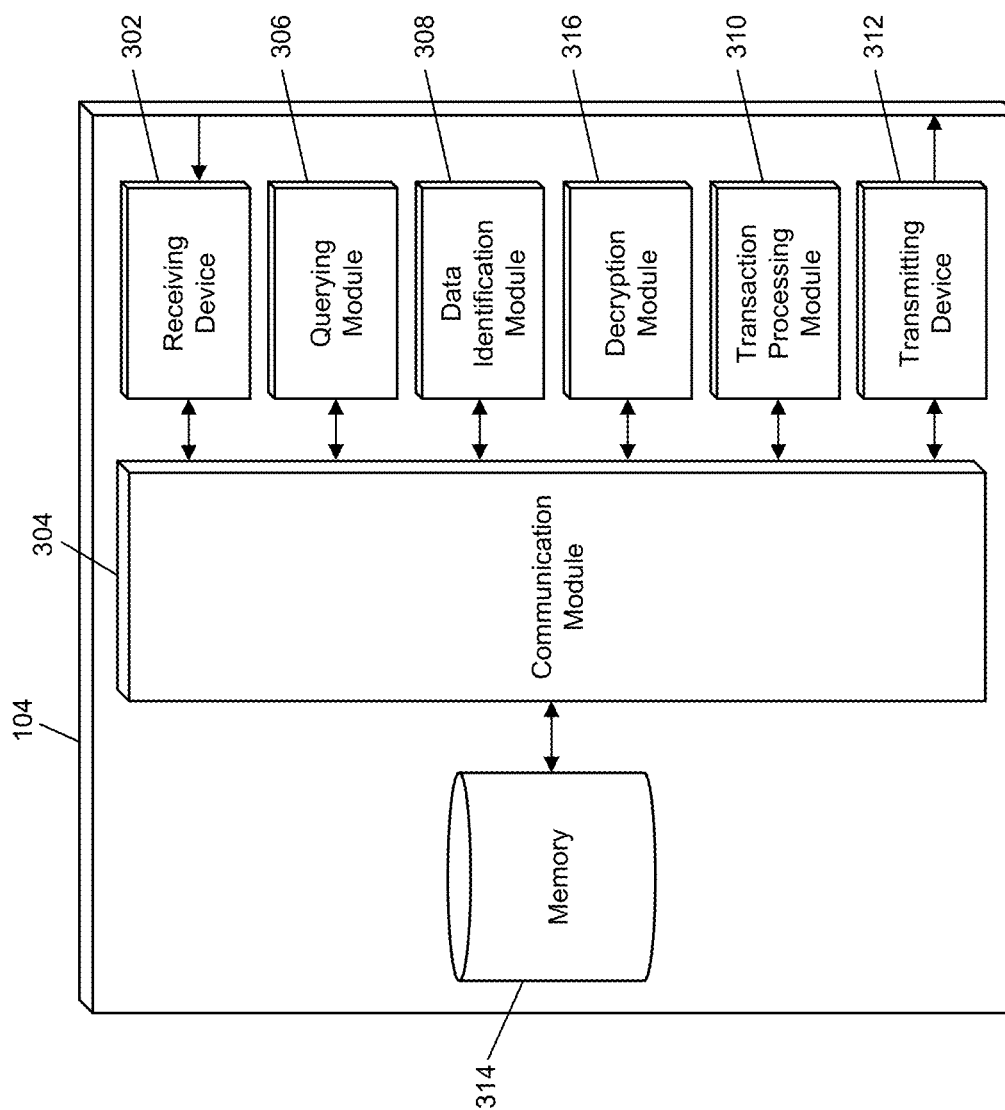 104
304
Receiving
Device
302
Querying
Module
306
Data
Identification
Module
308
Decryption
Module
316
Transaction
Processing
Module
310
Transmitting
Device
312
Communication
Module
Memory
314